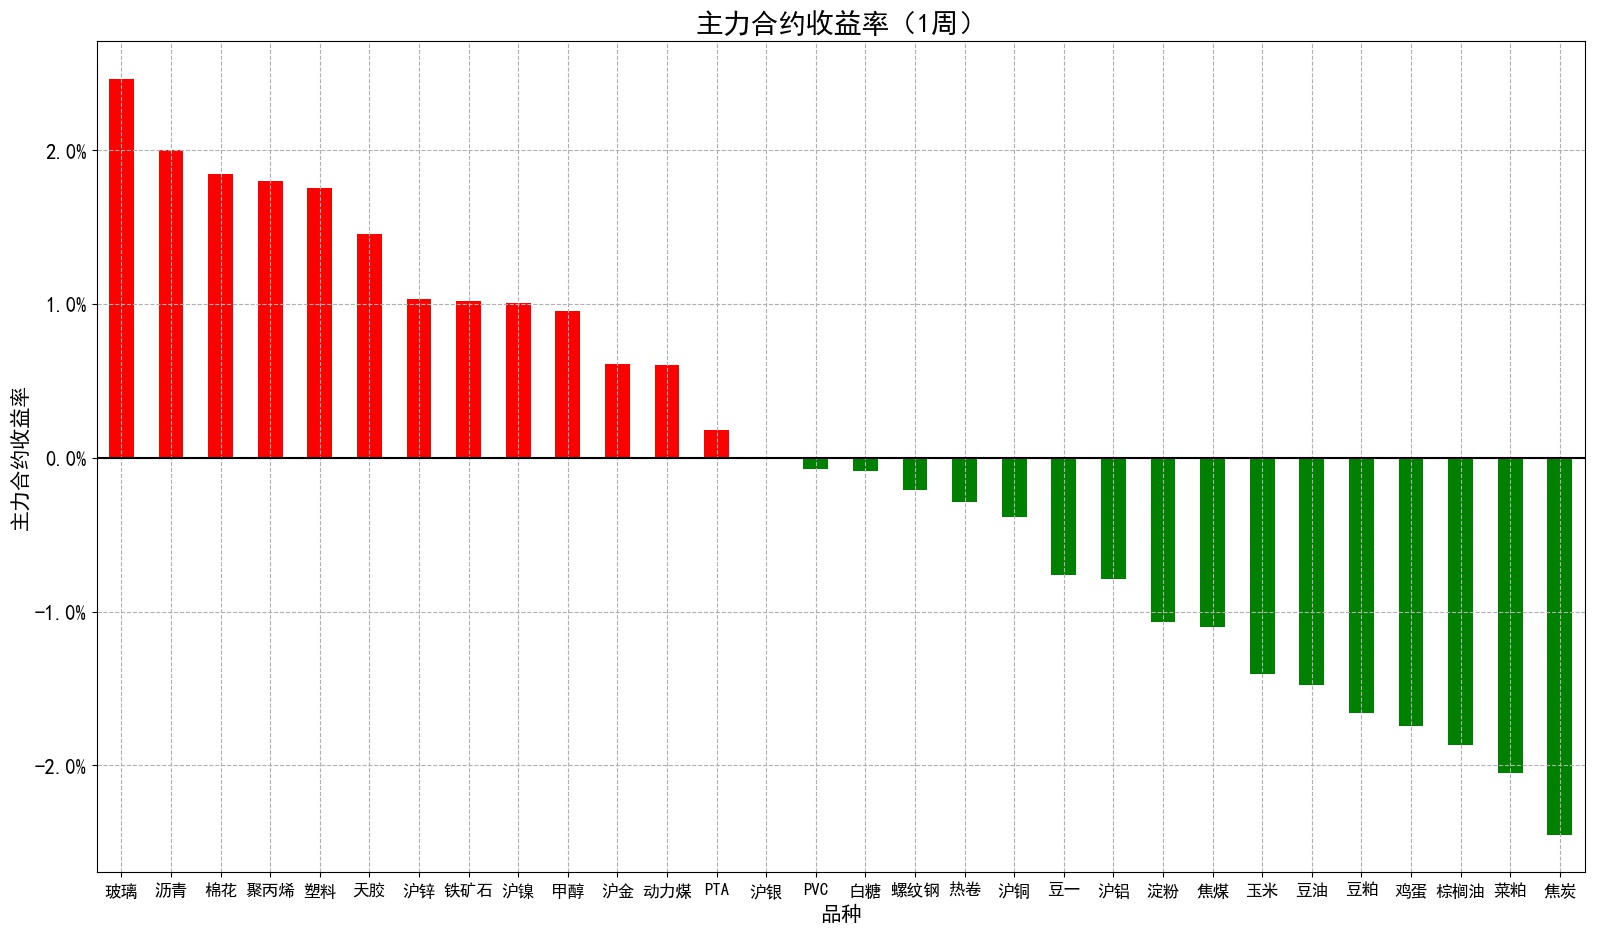 主力合约收益率（1周）
主力合约收益率
2.0%
1.0%
0.0%
−1.0%
−2.0%
玻璃 沥青 棉花 聚丙烯 塑料 天胶 沪锌 铁矿石 沪镍 甲醇 沪金 动力煤 PTA 沪银 PVC 白糖 螺纹钢 热卷 沪铜 豆一 沪铝 淀粉 焦煤 玉米 豆油 豆粕 鸡蛋 棕榈油 菜粕 焦炭
品种